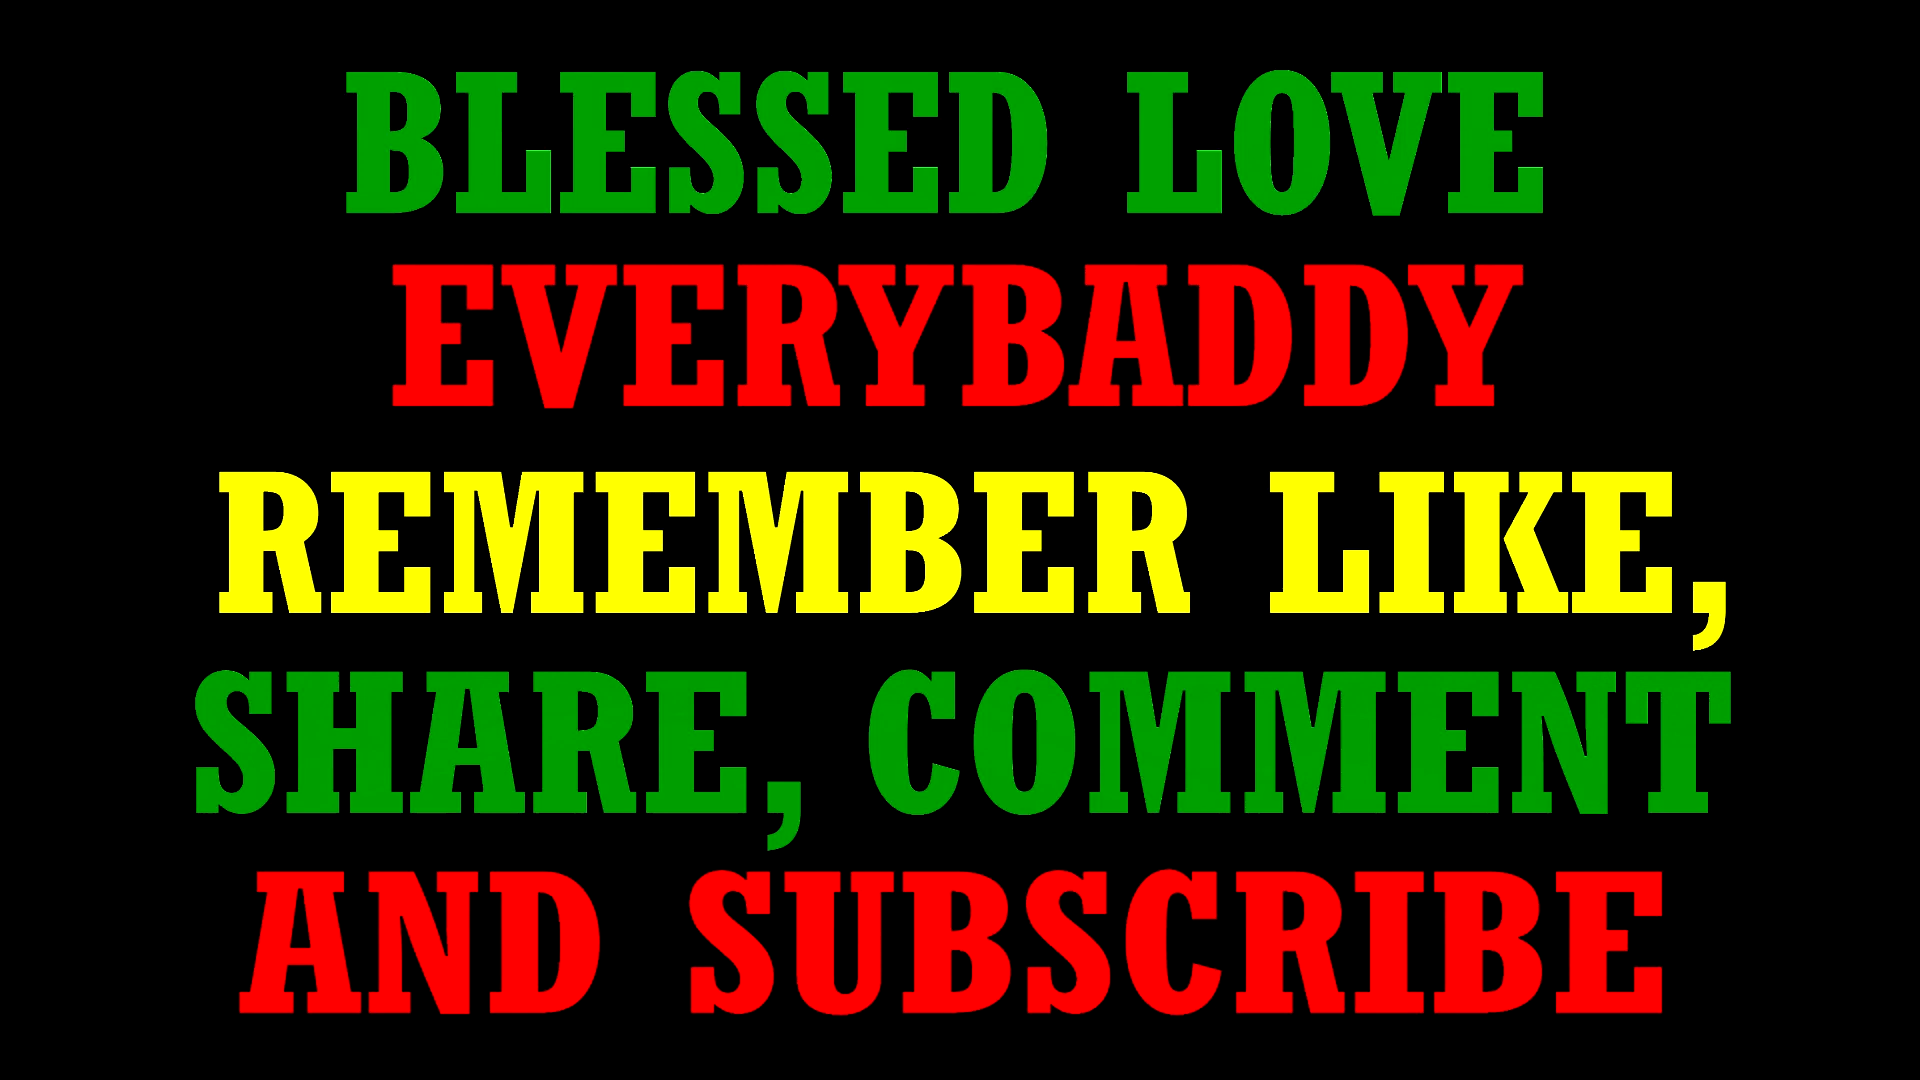 BLESSED LOVE
EVERYBADDY
REMEMBER LIKE,
SHARE, COMMENT
AND SUBSCRIBE